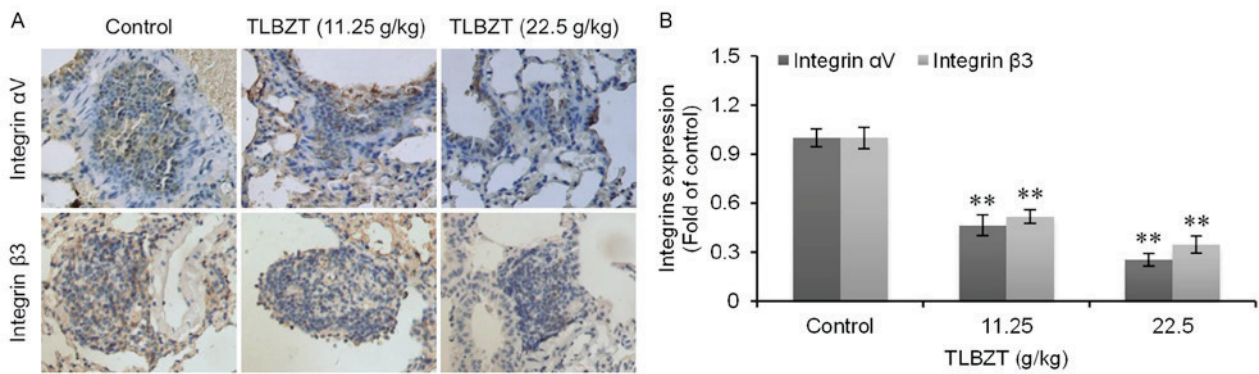 A
Control
TLBZT (11.25 g/kg)
TLBZT (22.5 g/kg)
Integrin αV
Integrin β3
B
Integrin αV
Integrin β3
Integrins expression
(Fold of control)
1.5
1.2
0.9
0.6
0.3
0
** **
** **
Control
11.25
22.5
TLBZT (g/kg)